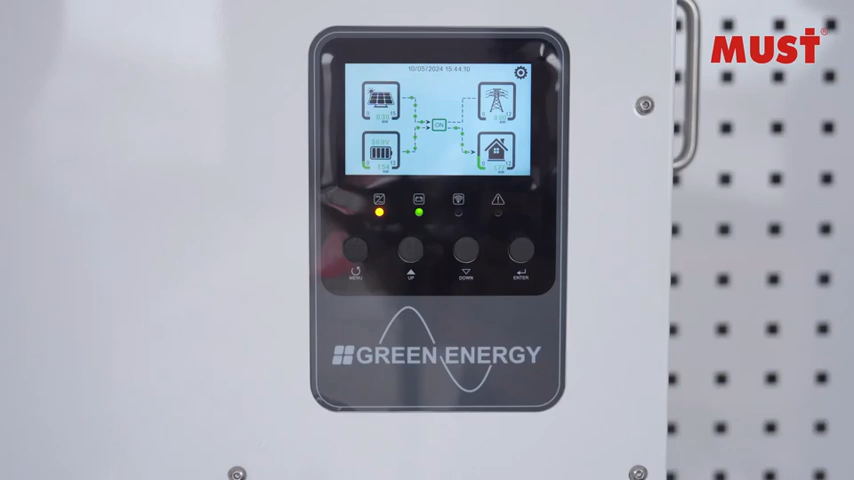 MUST
10/05/2024 15:44:10
ON
MENU
UP
DOWN
ENTER
GREEN ENERGY